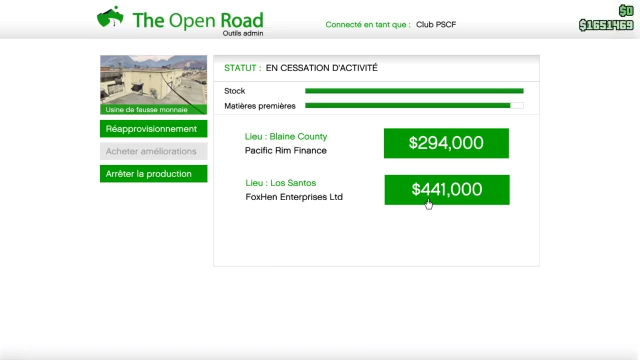 The Open Road
Outils admin
Connecté en tant que : Club PSCF
$0
$1651469
STATUT : EN CESSATION D'ACTIVITÉ
Stock
Matières premières
Usine de fausse monnaie
Réapprovisionnement
Acheter améliorations
Arrêter la production
Lieu : Blaine County
Pacific Rim Finance
$294,000
Lieu : Los Santos
FoxHen Enterprises Ltd
$441,000